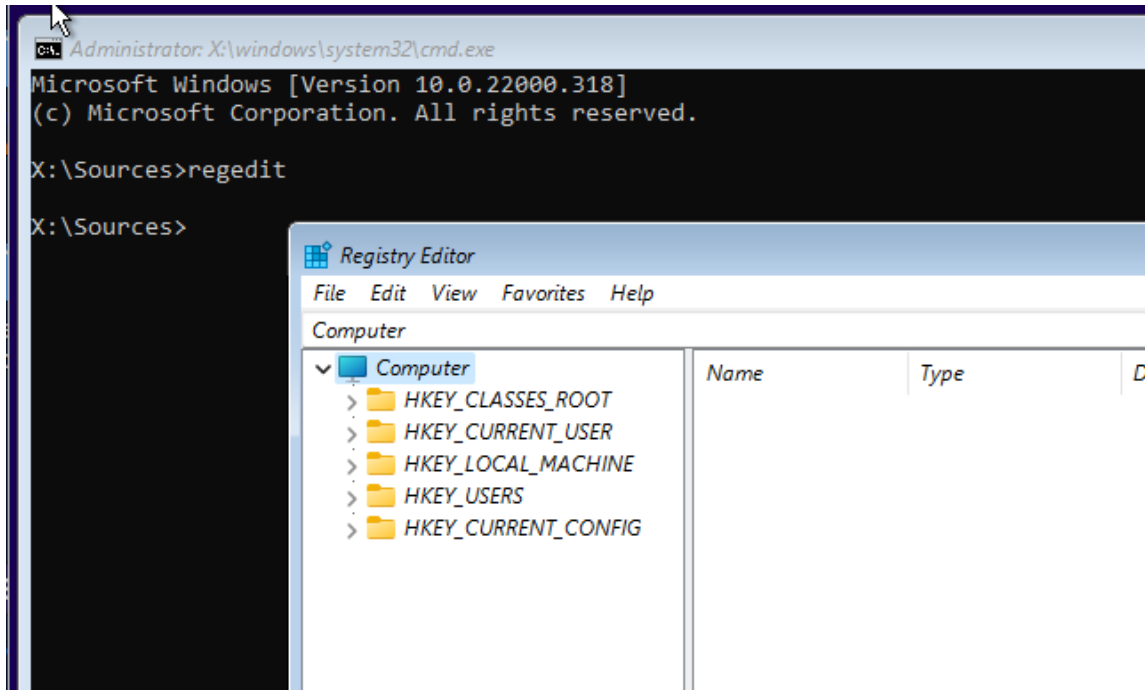 Administrator: X:\windows\system32\cmd.exe
Microsoft Windows [Version 10.0.22000.318]
(c) Microsoft Corporation. All rights reserved.
X:\Sources>regedit
X:\Sources>
Registry Editor
File Edit View Favorites Help
Computer
Computer
HKEY_CLASSES_ROOT
HKEY_CURRENT_USER
HKEY_LOCAL_MACHINE
HKEY_USERS
HKEY_CURRENT_CONFIG
Name Type D